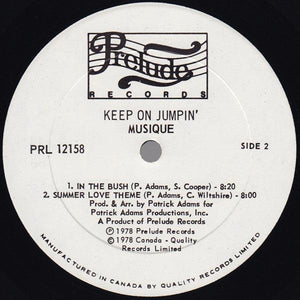 Prelude
RECORDS
KEEP ON JUMPIN'
MUSIQUE
PRL 12158
SIDE 2
1. IN THE BUSH (P. Adams, S. Cooper) - 8:20
2. SUMMER LOVE THEME (P. Adams, C. Wiltshire) - 8:00
Prod. & Arr. by Patrick Adams for
Patrick Adams Productions, Inc.
A Product of Prelude Records
Ⓟ 1978 Prelude Records
© 1978 Canada - Quality
Records Limited
MANUFACTURED IN CANADA BY QUALITY RECORDS LIMITED